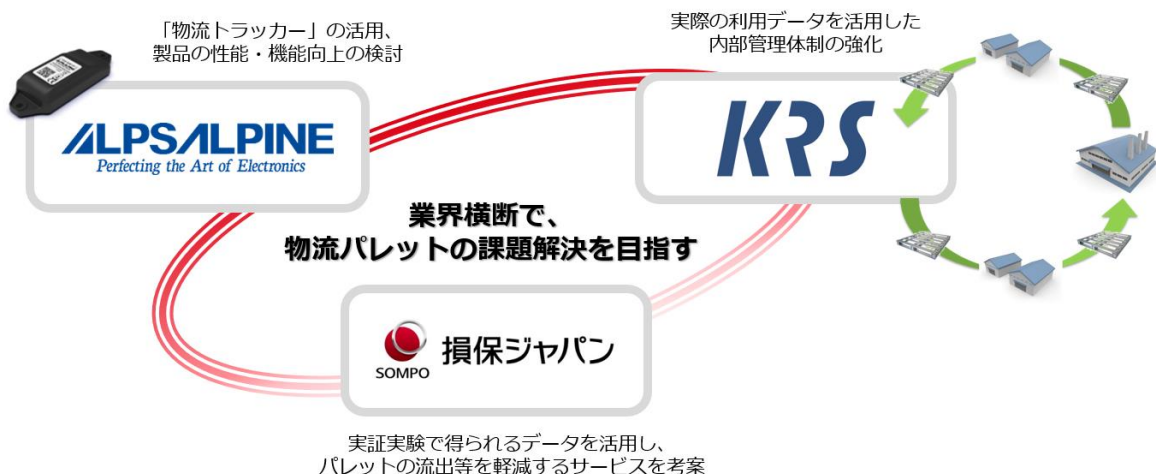 「物流トラッカー」の活用、
製品の性能・機能向上の検討
実際の利用データを活用した
内部管理体制の強化
ALPSALPINE
Perfecting the Art of Electronics
KRS
業界横断で、
物流パレットの課題解決を目指す
SOMPO
損保ジャパン
実証実験で得られるデータを活用し、
パレットの流出等を軽減するサービスを考案